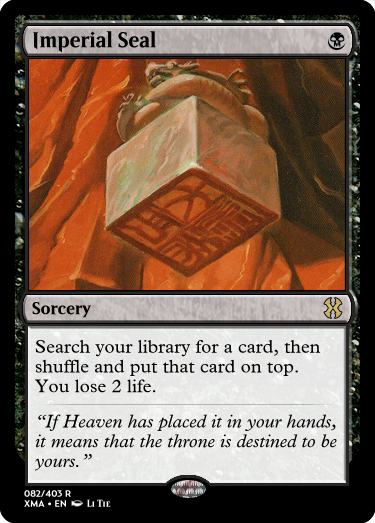 Imperial Seal
Sorcery
Search your library for a card, then
shuffle and put that card on top.
You lose 2 life.
“If Heaven has placed it in your hands,
it means that the throne is destined to be
yours.”
082/403 R
XMA • EN Li Tie